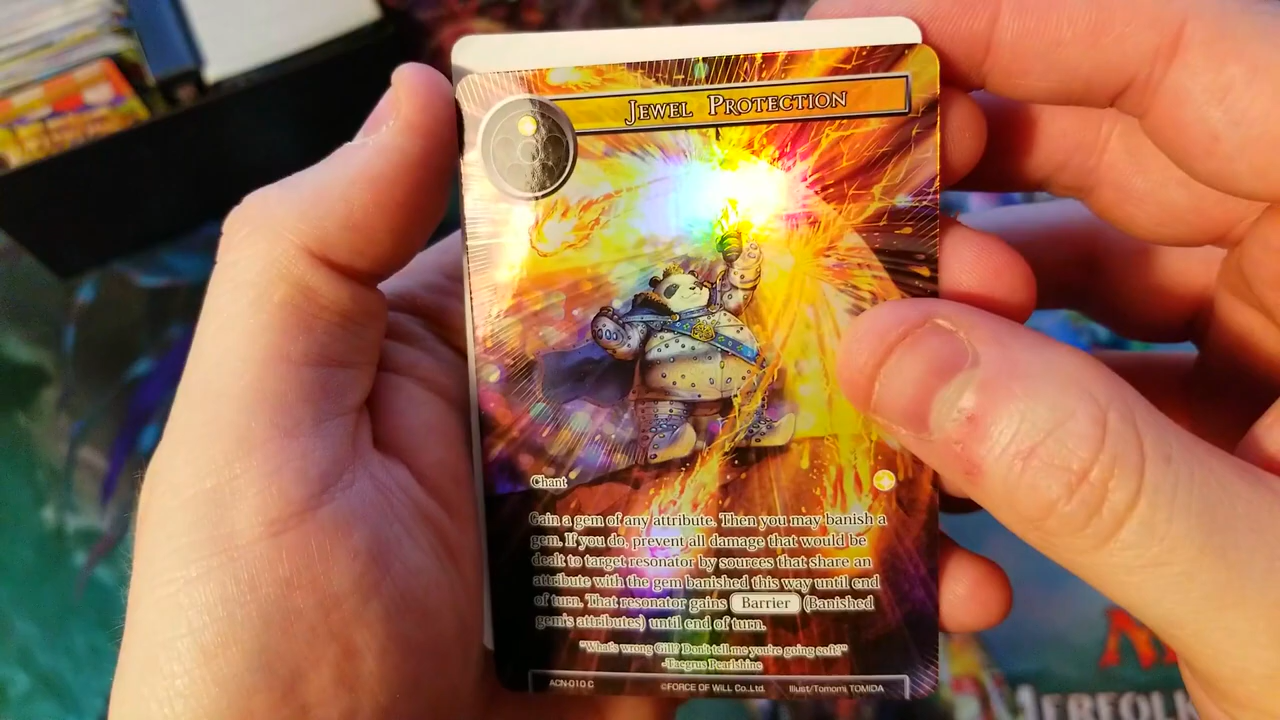 Jewel Protection
Chant
Gain a gem of any attribute. Then you may banish a
gem. If you do, prevent all damage that would be
dealt to target resonator by sources that share an
attribute with the gem banished this way until end
of turn. That resonator gains Barrier (Banished
gem's attributes) until end of turn.
"What's wrong Gill? Don't tell me you're going soft?"
-Taegrus Pearlshine
ACN-010 C ©FORCE OF WILL Co.,Ltd. Illust/Tomomi TOMIDA
MERFOLK